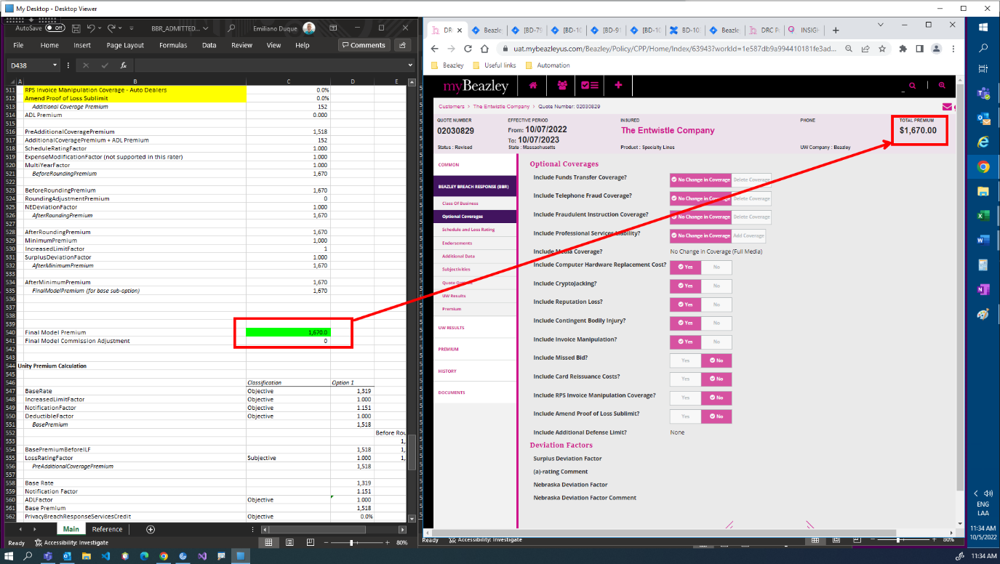 My Desktop - Desktop Viewer
AutoSave Off BBR_ADMITTED... Emiliano Duque
File Home Insert Page Layout Formulas Data Review View Help Comments
D438 fx
A B C D E
511 RPS Invoice Manipulation Coverage - Auto Dealers 0.0%
512 Amend Proof of Loss Sublimit 0.0%
513 Additional Coverage Premium 152
514 ADL Premium 0.000
515
516 PreAdditionalCoveragePremium 1,518
517 AdditionalCoveragePremium + ADL Premium 152
518 ScheduleRatingFactor 1.000
519 ExpenseModificationFactor (not supported in this rater) 1.000
520 MultiYearFactor 1.000
521 BeforeRoundingPremium 1,670
522
523 BeforeRoundingPremium 1,670
524 RoundingAdjustmentPremium 0
525 NEDeviationFactor 1.000
526 AfterRoundingPremium 1,670
527
528 AfterRoundingPremium 1,670
529 MinimumPremium 1,000
530 IncreasedLimitFactor 1
531 SurplusDeviationFactor 1.000
532 AfterMinimumPremium 1,670
533
534 AfterMinimumPremium 1,670
535 FinalModelPremium (for base sub-option) 1,670
536
537
538
539
540 Final Model Premium 1,670.0
541 Final Model Commission Adjustment 0
542
543
544 Unity Premium Calculation
545
546 Classification Option 1
547 BaseRate Objective 1,319
548 IncreasedLimitFactor Objective 1.000
549 NotificationFactor Objective 1.151
550 DeductibleFactor Objective 1.000
551 BasePremium 1,518
552 Before Rou
553 1,
554 BasePremiumBeforeILF 1,518 1,
555 LossRatingFactor Subjective 1.000 1,
556 PreAdditionalCoveragePremium 1,518
557
558 Base Rate 1,319
559 Notification Factor 1.151
560 ADLFactor Objective 1.000
561 Base Premium 1,518
562 PrivacyBreachResponseServicesCredit Objective 0.0%
Main Reference
Ready Accessibility: Investigate 80%
DRC Beazle [BD-79 [BD-10 [BD-91 [BD-10 BD-103 Beazle DRC P INSIGH
uat.mybeazleyus.com/Beazley/Policy/CPP/Home/Index/63943?workId=1e587db9a994410181fe3ad...
Beazley Useful links Automation
myBeazley
Customers > The Entwistle Company > Quote Number: 02030829
QUOTE NUMBER EFFECTIVE PERIOD INSURED PHONE TOTAL PREMIUM
02030829 From: 10/07/2022 The Entwistle Company $1,670.00
To: 10/07/2023
Status : Revised State : Massachusetts Product : Specialty Lines UW Company : Beazley
COMMON
BEAZLEY BREACH RESPONSE (BBR)
Class Of Business
Optional Coverages
Schedule and Loss Rating
Endorsements
Additional Data
Subjectivities
Quote Options
UW Results
Premium
UW RESULTS
PREMIUM
HISTORY
DOCUMENTS
Optional Coverages
Include Funds Transfer Coverage? No Change in Coverage Delete Coverage
Include Telephone Fraud Coverage? No Change in Coverage Delete Coverage
Include Fraudulent Instruction Coverage? No Change in Coverage Delete Coverage
Include Professional Services Liability? No Change in Coverage Add Coverage
Include Media Coverage? No Change in Coverage (Full Media)
Include Computer Hardware Replacement Cost? Yes No
Include CryptoJacking? Yes No
Include Reputation Loss? Yes No
Include Contingent Bodily Injury? Yes No
Include Invoice Manipulation? Yes No
Include Missed Bid? Yes No
Include Card Reissuance Costs? Yes No
Include RPS Invoice Manipulation Coverage? Yes No
Include Amend Proof of Loss Sublimit? Yes No
Include Additional Defense Limit? None
Deviation Factors
Surplus Deviation Factor
(a)-rating Comment
Nebraska Deviation Factor
Nebraska Deviation Factor Comment
Ready Accessibility: Investigate 80%
ENG
LAA
11:34 AM
10/5/2022
11:34 AM